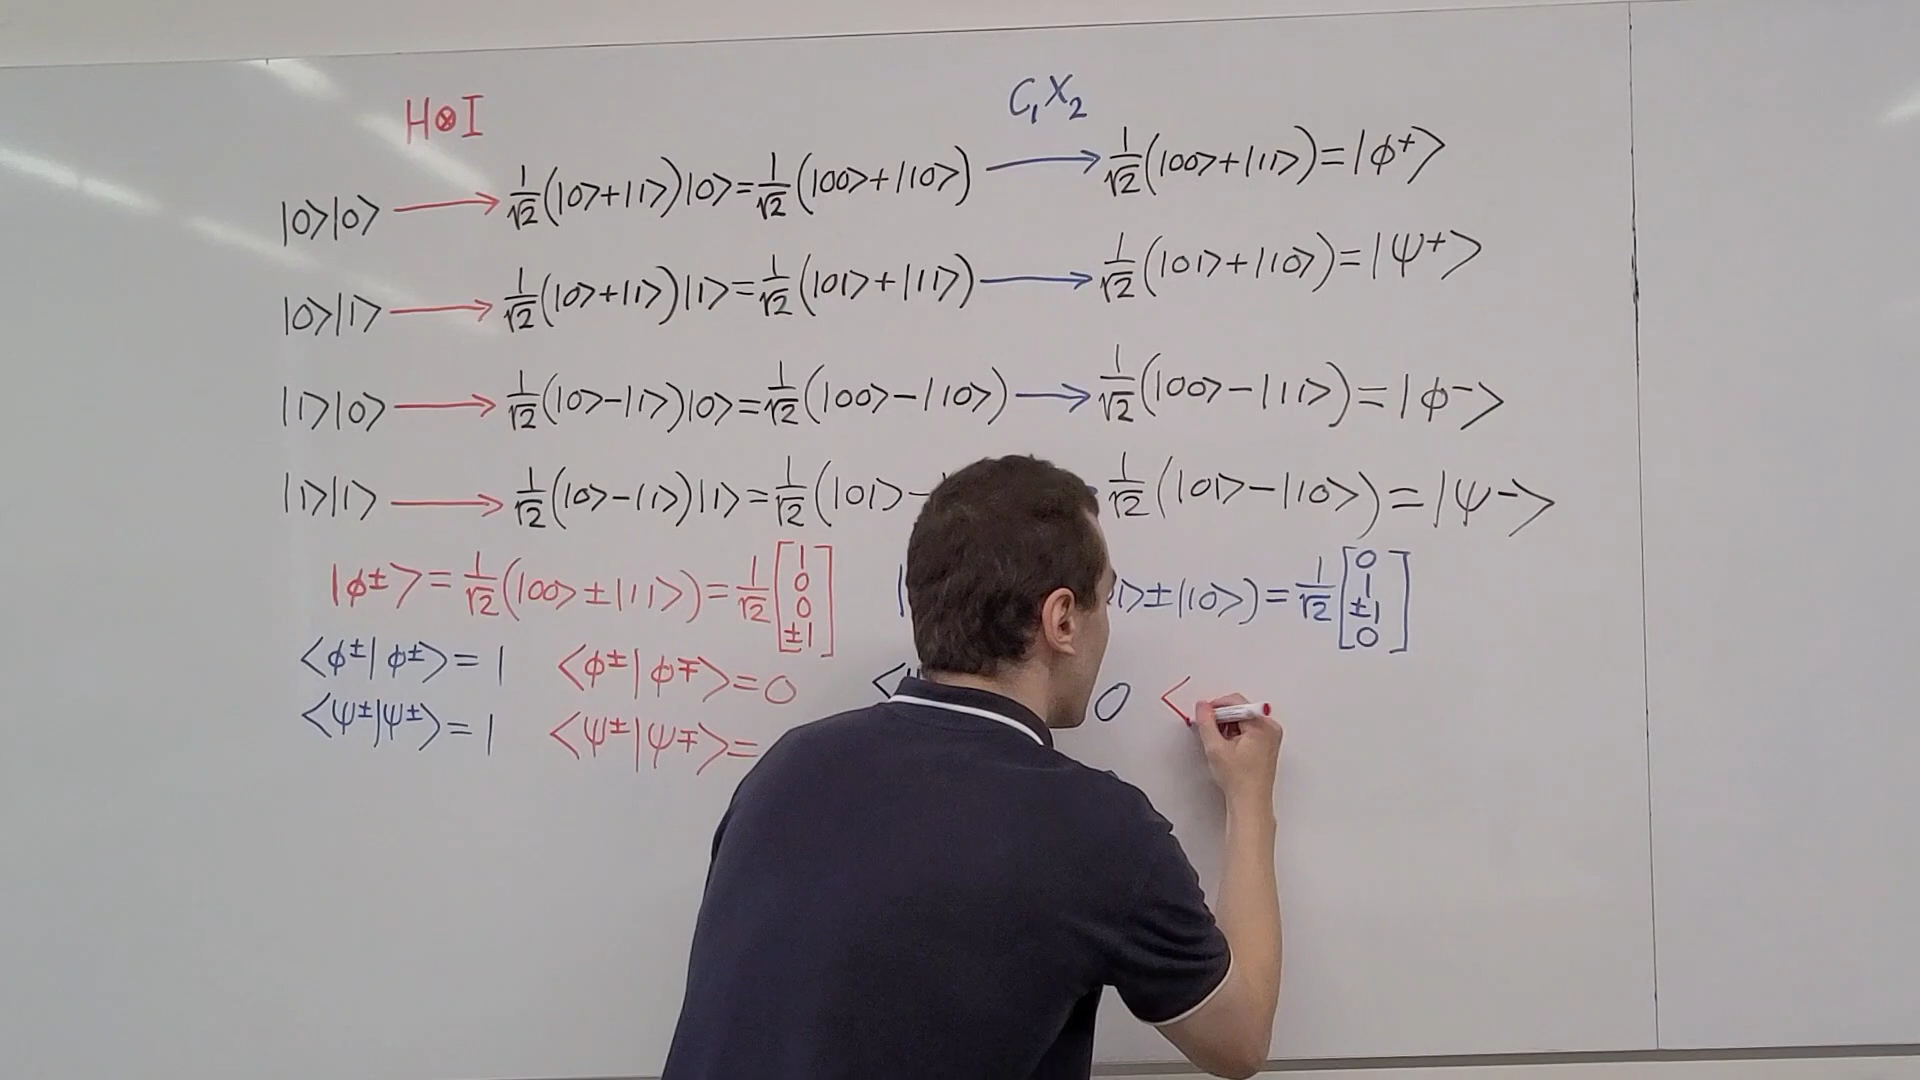 H⊗I C₁X₂
|0>|0> → 1/√2(|0>+|1>)|0>=1/√2(|00>+|10>) → 1/√2(|00>+|11>)=|ϕ⁺>
|0>|1> → 1/√2(|0>+|1>)|1>=1/√2(|01>+|11>) → 1/√2(|01>+|10>)=|ψ⁺>
|1>|0> → 1/√2(|0>-|1>)|0>=1/√2(|00>-|10>) → 1/√2(|00>-|11>)=|ϕ⁻>
|1>|1> → 1/√2(|0>-|1>)|1>=1/√2(|01>- 1/√2(|01>-|10>)=|ψ⁻>
|ϕ±>=1/√2(|00>±|11>)=1/√2[1 0 0 ±1] | 1>±|10>)=1/√2[0 1 ±1 0]
<ϕ±|ϕ±>=1 <ϕ±|ϕ∓>=0 < 0 <
<ψ±|ψ±>=1 <ψ±|ψ∓>=